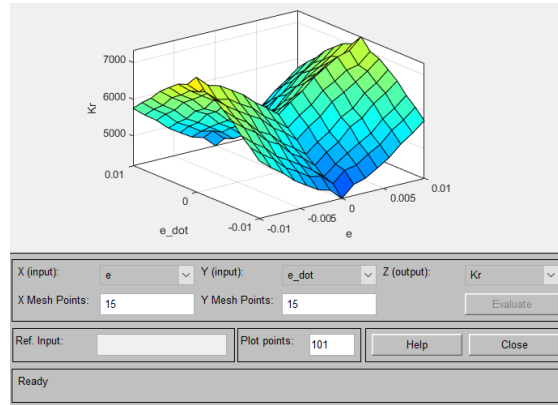 7000
6000
5000
Kr
0.01
0
-0.01
e_dot
-0.01
-0.005
0
0.005
0.01
e
X (input): e Y (input): e_dot Z (output): Kr
X Mesh Points: 15 Y Mesh Points: 15 Evaluate
Ref. Input: Plot points: 101 Help Close
Ready